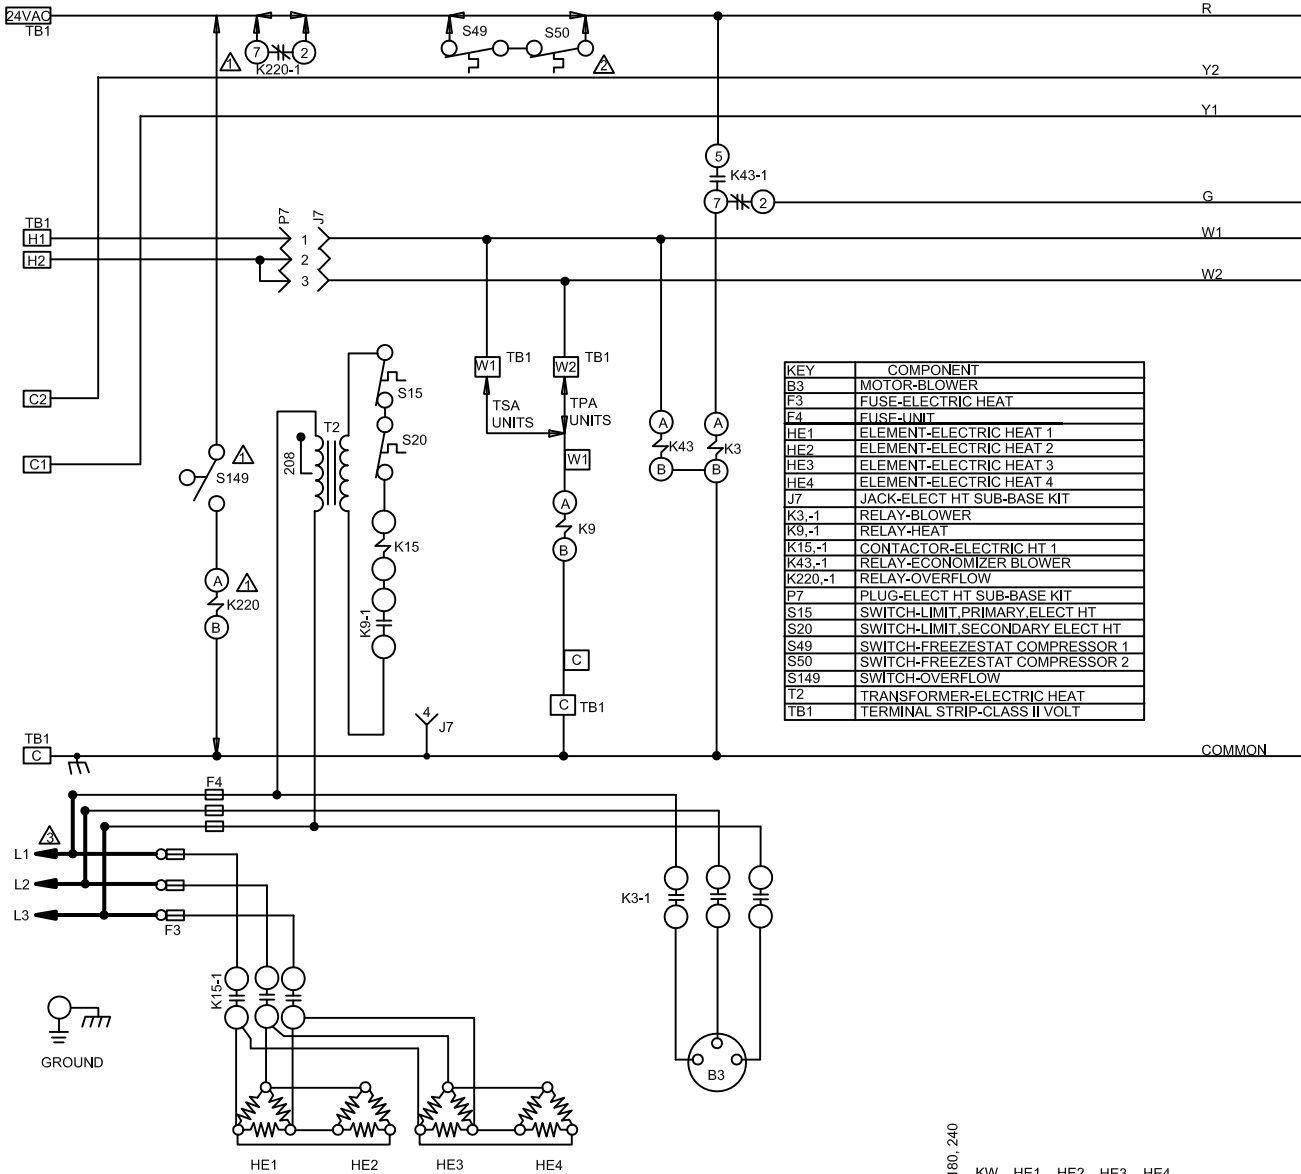 24VAC
TB1
R
S49
S50
7
2
K220-1
1
2
Y2
Y1
5
K43-1
7
2
G
TB1
H1
H2
P7
J7
1
2
3
W1
W2
W1
TB1
W2
TB1
TSA
UNITS
TPA
UNITS
C2
C1
1
S149
S15
T2
S20
208
W1
A
K43
B
A
K3
B
A
K9
B
K15
A
1
K220
B
K9-1
C
C
TB1
4
J7
KEY COMPONENT
B3 MOTOR-BLOWER
F3 FUSE-ELECTRIC HEAT
F4 FUSE-UNIT
HE1 ELEMENT-ELECTRIC HEAT 1
HE2 ELEMENT-ELECTRIC HEAT 2
HE3 ELEMENT-ELECTRIC HEAT 3
HE4 ELEMENT-ELECTRIC HEAT 4
J7 JACK-ELECT HT SUB-BASE KIT
K3,-1 RELAY-BLOWER
K9,-1 RELAY-HEAT
K15,-1 CONTACTOR-ELECTRIC HT 1
K43,-1 RELAY-ECONOMIZER BLOWER
K220,-1 RELAY-OVERFLOW
P7 PLUG-ELECT HT SUB-BASE KIT
S15 SWITCH-LIMIT,PRIMARY,ELECT HT
S20 SWITCH-LIMIT,SECONDARY ELECT HT
S49 SWITCH-FREEZESTAT COMPRESSOR 1
S50 SWITCH-FREEZESTAT COMPRESSOR 2
S149 SWITCH-OVERFLOW
T2 TRANSFORMER-ELECTRIC HEAT
TB1 TERMINAL STRIP-CLASS II VOLT
TB1
C
COMMON
F4
3
L1
L2
L3
F3
K3-1
K15-1
GROUND
B3
HE1
HE2
HE3
HE4
180, 240
KW HE1 HE2 HE3 HE4